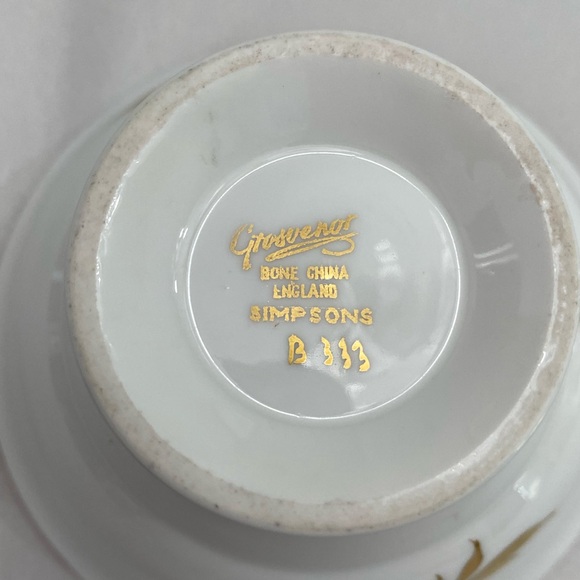 Grosvenor
BONE CHINA
ENGLAND
SIMPSONS
B 333